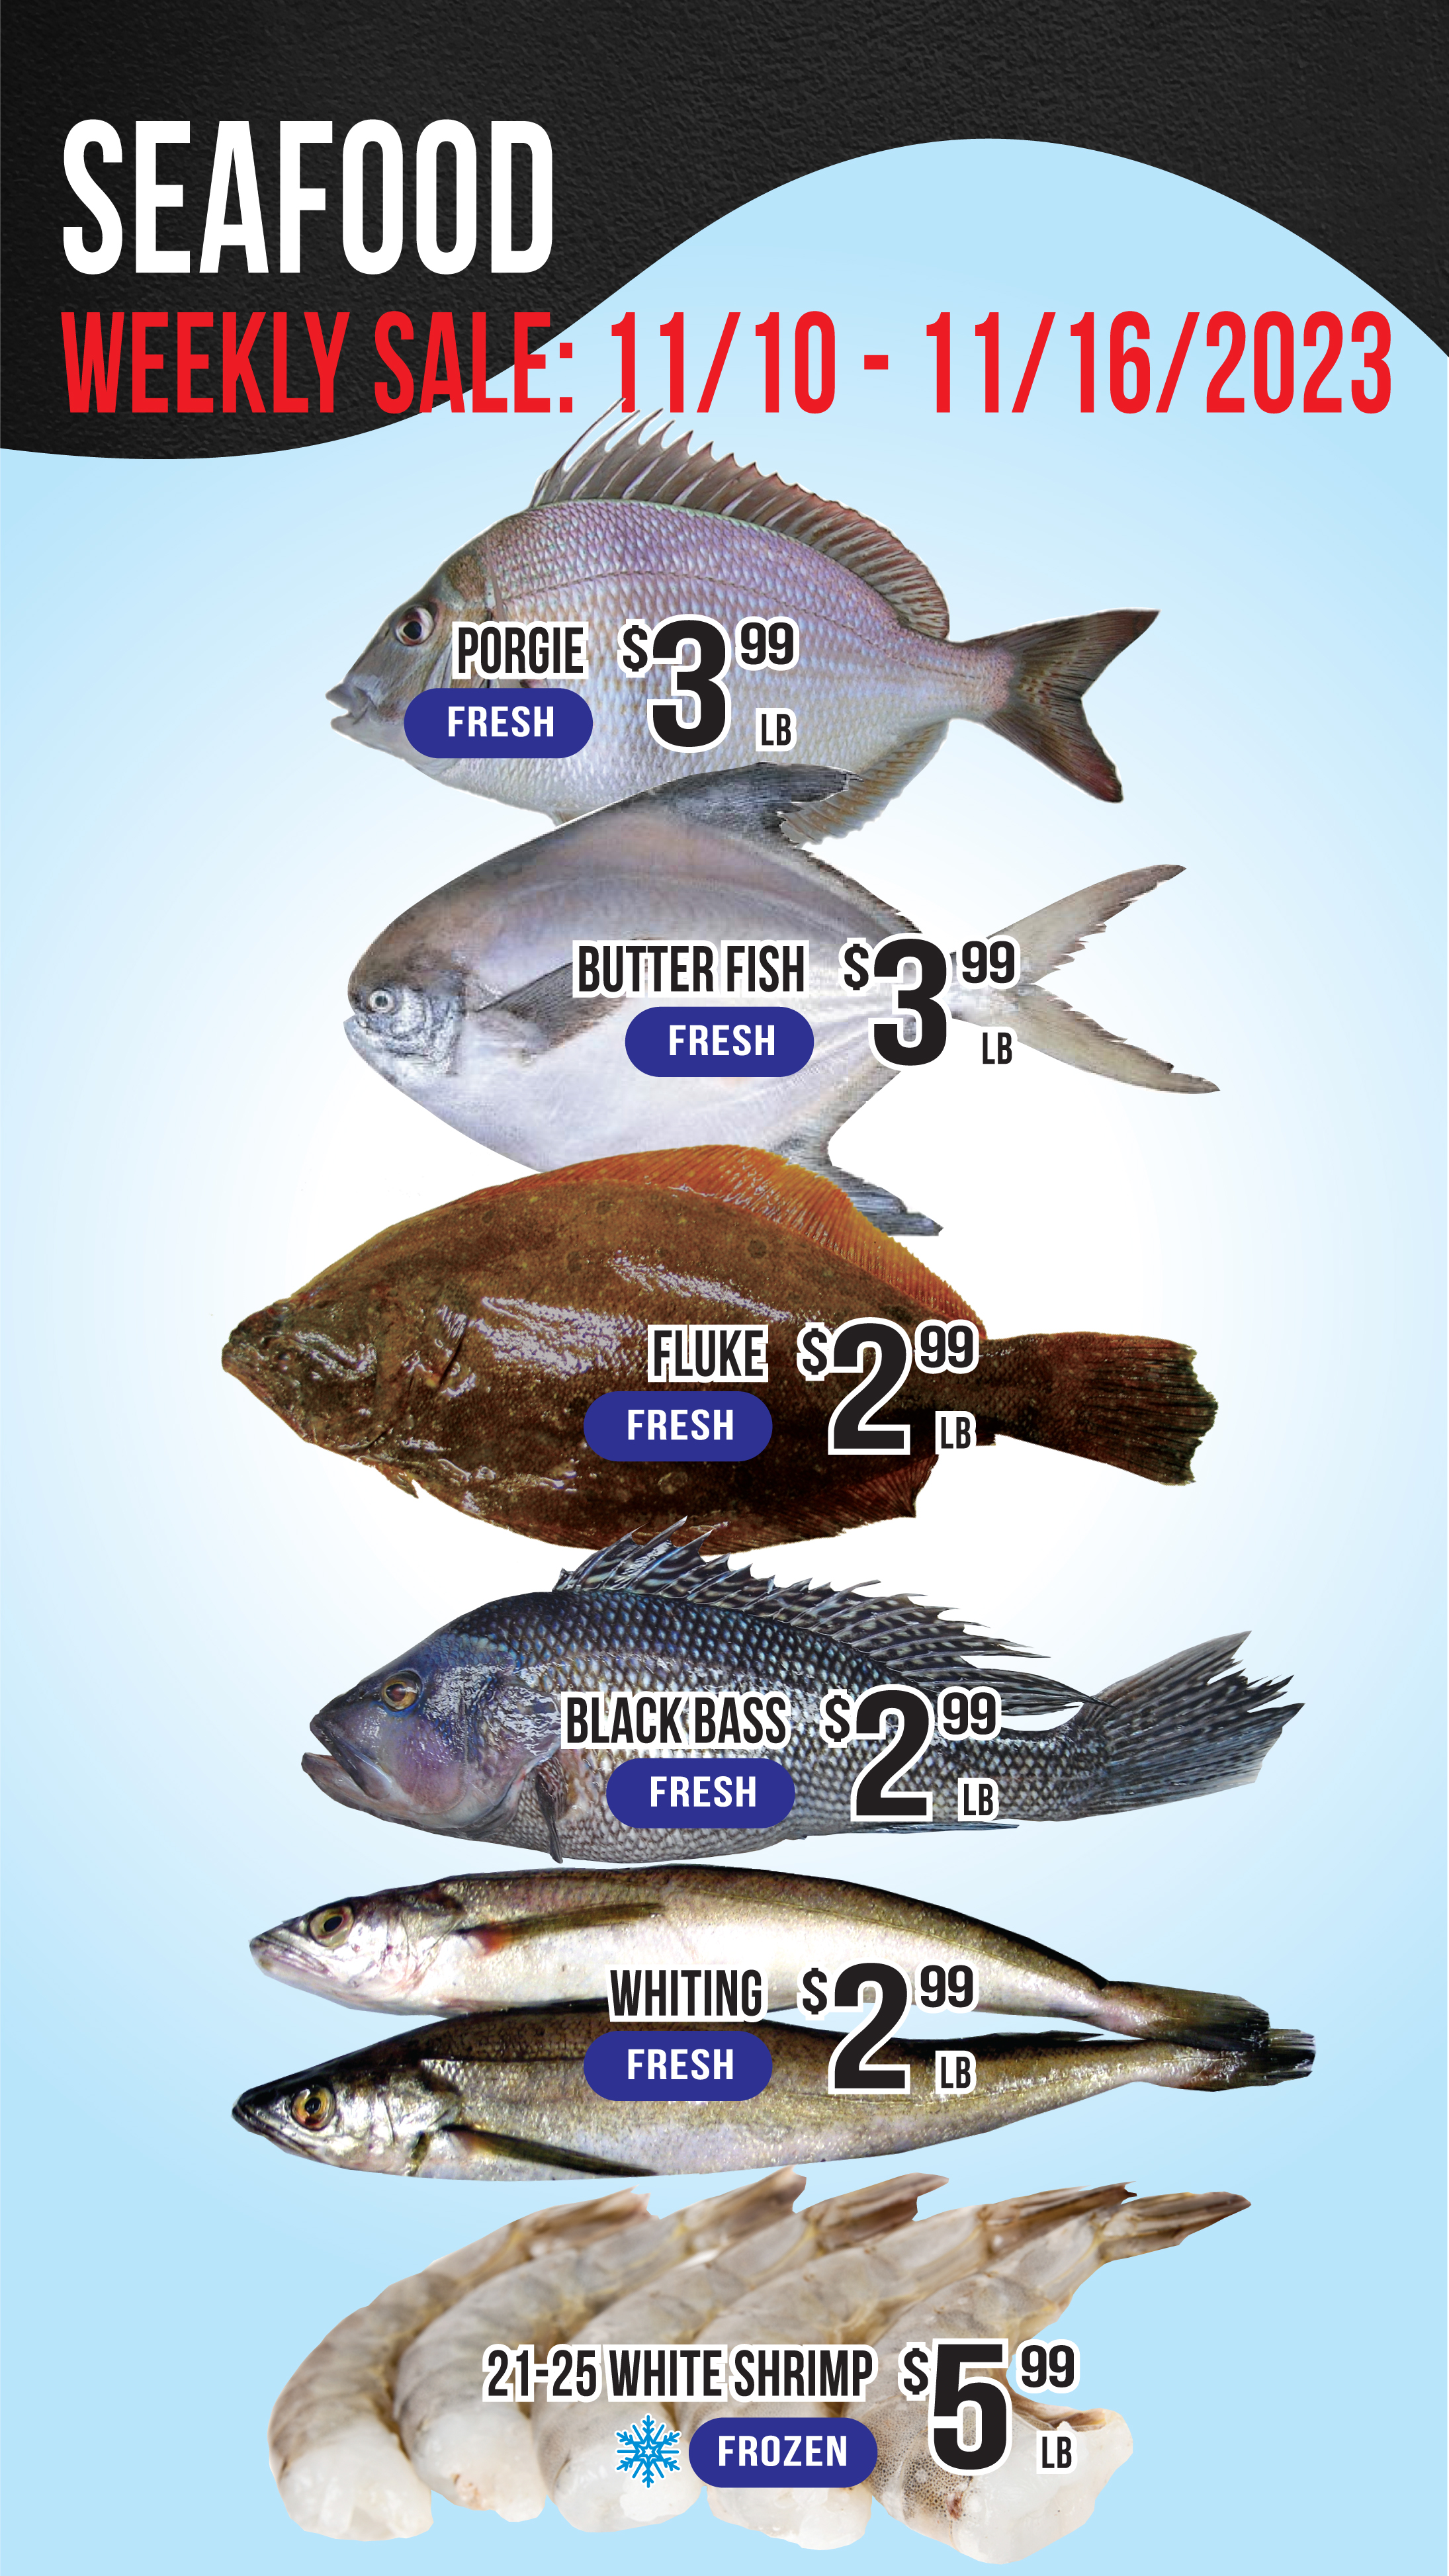 SEAFOOD
WEEKLY SALE: 11/10 - 11/16/2023
PORGIE $3 99 LB
FRESH
BUTTER FISH $3 99 LB
FRESH
FLUKE $2 99 LB
FRESH
BLACK BASS $2 99 LB
FRESH
WHITING $2 99 LB
FRESH
21-25 WHITE SHRIMP $5 99 LB
FROZEN